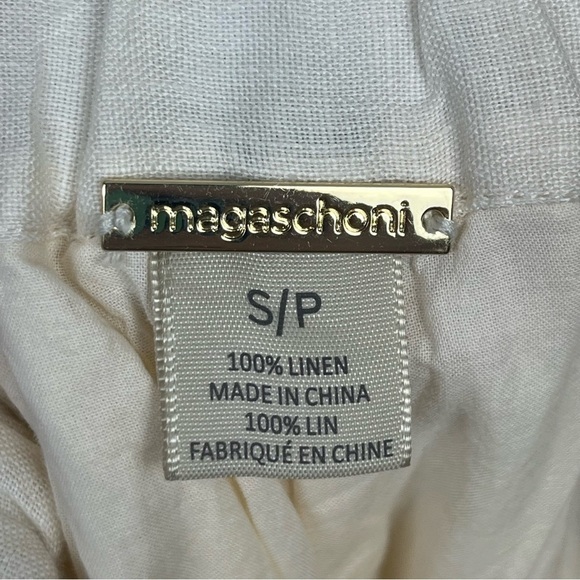 magaschoni
S/P
100% LINEN
MADE IN CHINA
100% LIN
FABRIQUÉ EN CHINE